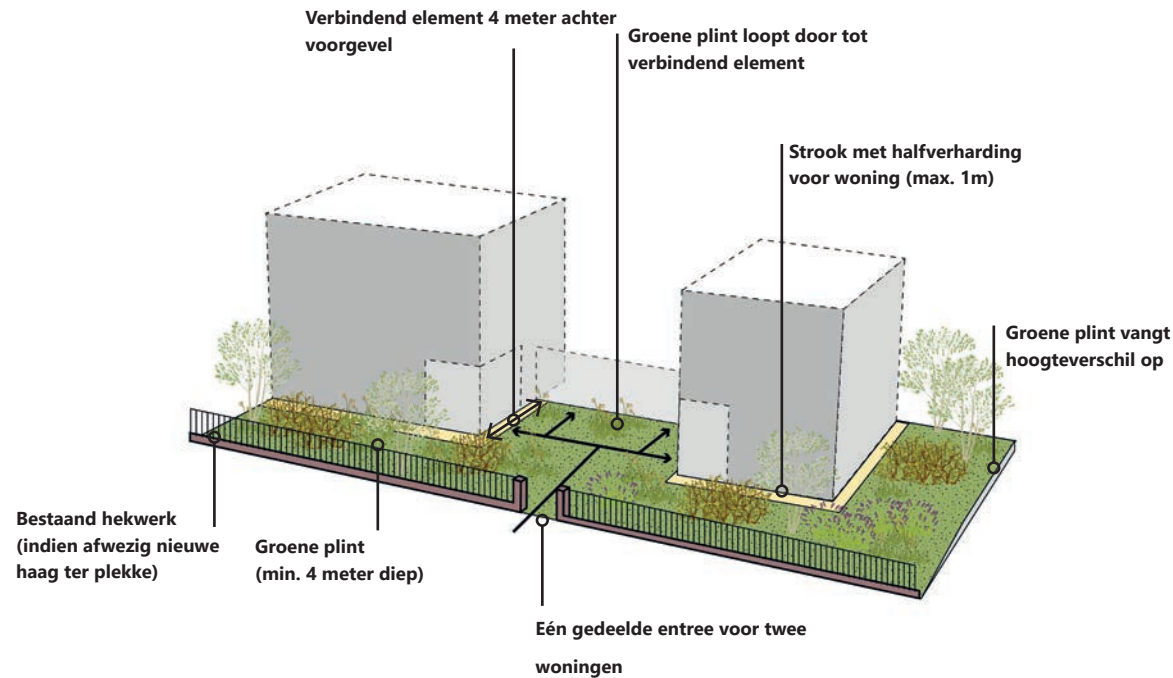 Verbindend element 4 meter achter
voorgevel
Groene plint loopt door tot
verbindend element
Strook met halfverharding
voor woning (max. 1m)
Groene plint vangt
hoogteverschil op
Bestaand hekwerk
(indien afwezig nieuwe
haag ter plekke)
Groene plint
(min. 4 meter diep)
Eén gedeelde entree voor twee
woningen